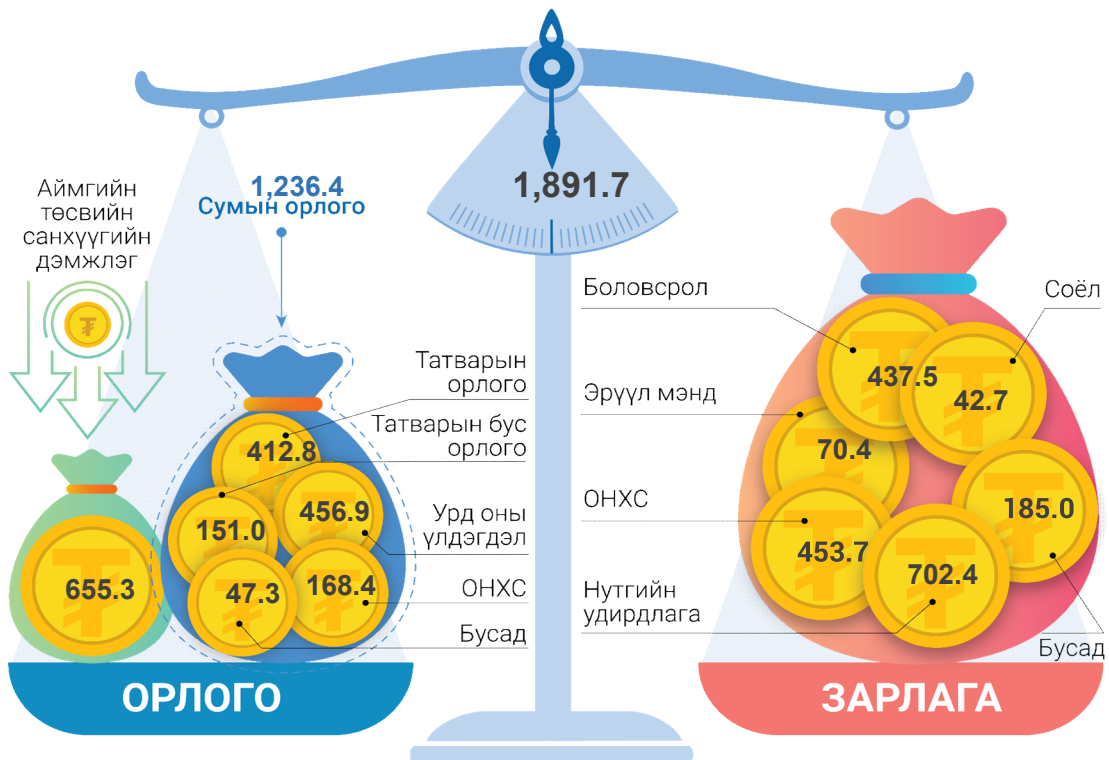 1,891.7
1,236.4
Сумын орлого
Аймгийн
төсвийн
санхүүгийн
дэмжлэг
Татварын
орлого
Татварын бус
орлого
Урд оны
үлдэгдэл
ОНХС
Бусад
412.8
151.0
456.9
47.3
168.4
655.3
ОРЛОГО
Боловсрол
Соёл
Эрүүл мэнд
ОНХС
Нутгийн
удирдлага
Бусад
437.5
42.7
70.4
185.0
453.7
702.4
ЗАРЛАГА